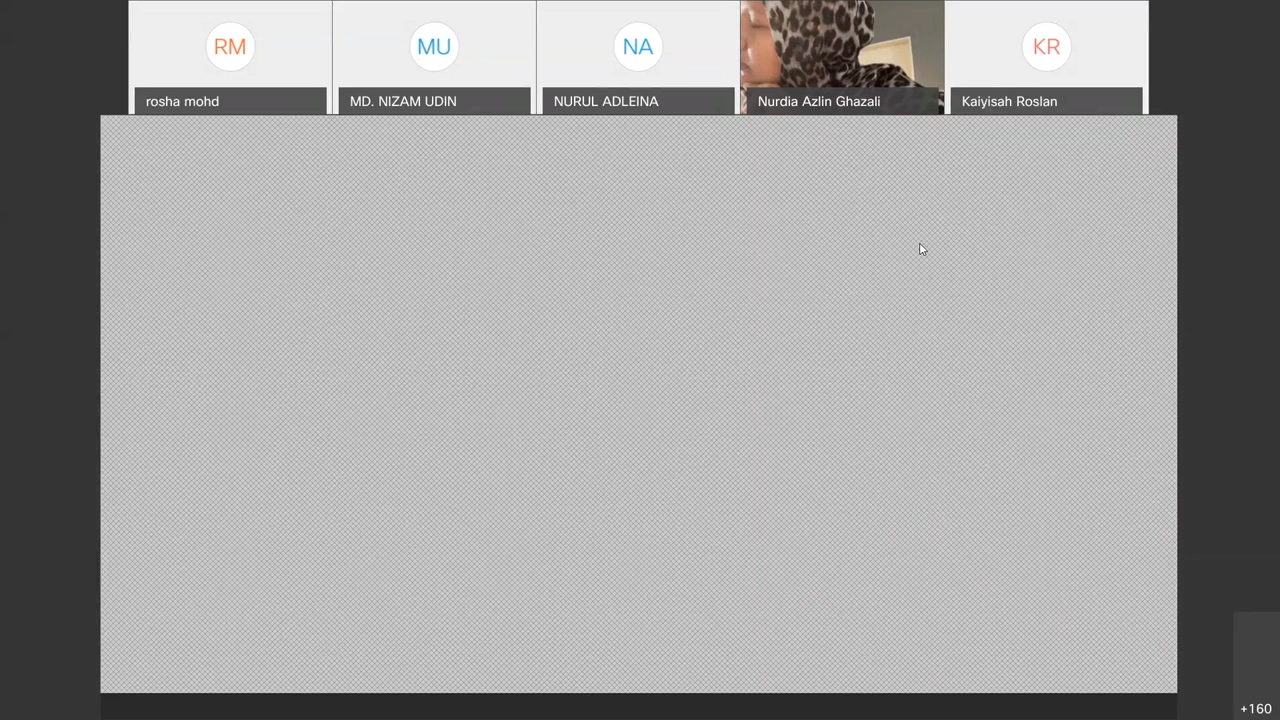 RM
MU
NA
KR
rosha mohd
MD. NIZAM UDIN
NURUL ADLEINA
Nurdia Azlin Ghazali
Kaiyisah Roslan
+160